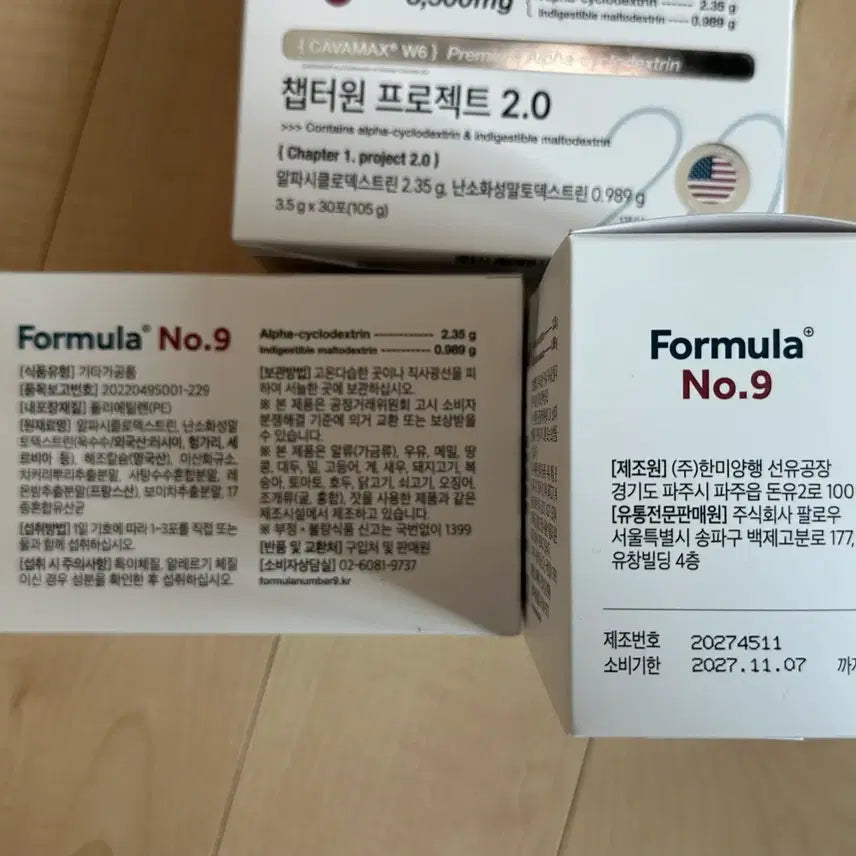 3,500mg
Alpha-cyclodextrin 2.35 g
Indigestible maltodextrin 0.989 g
{ CAVAMAX® W6 } Premium Alpha cyclodextrin
챕터원 프로젝트 2.0
>>> Contains alpha-cyclodextrin & indigestible maltodextrin
{ Chapter 1. project 2.0 }
알파시클로덱스트린 2.35 g, 난소화성말토덱스트린 0.989 g
3.5 g x 30포(105 g)
2.0
Formula® No.9
[식품유형] 기타가공품
[품목보고번호] 20220495001-229
[내포장재질] 폴리에틸렌(PE)
[원재료명] 알파시클로덱스트린, 난소화성말
토덱스트린(옥수수/외국산:러시아, 헝가리, 세
르비아 등), 해조칼슘(영국산), 이산화규소,
치커리뿌리추출분말, 사탕수수혼합분말, 레
몬밤추출분말(프랑스산), 보이차추출분말, 17
종혼합유산균
[섭취방법] 1일 기호에 따라 1~3포를 직접 또는
물과 함께 섭취하십시오.
[섭취 시 주의사항] 특이체질, 알레르기 체질
이신 경우 성분을 확인한 후 섭취하십시오.
Alpha-cyclodextrin 2.35 g
Indigestible maltodextrin 0.989 g
[보관방법] 고온다습한 곳이나 직사광선을 피
하여 서늘한 곳에 보관하십시오.
※ 본 제품은 공정거래위원회 고시 소비자
분쟁해결 기준에 의거 교환 또는 보상받을
수 있습니다.
※ 본 제품은 알류(가금류), 우유, 메밀, 땅
콩, 대두, 밀, 고등어, 게, 새우, 돼지고기, 복
숭아, 토마토, 호두, 닭고기, 쇠고기, 오징어,
조개류(굴, 홍합), 잣을 사용한 제품과 같은
제조시설에서 제조하고 있습니다.
※ 부정・불량식품 신고는 국번없이 1399
[반품 및 교환처] 구입처 및 판매원
[소비자상담실] 02-6081-9737
formulanumber9.kr
Formula
No.9
[제조원] (주)한미양행 선유공장
경기도 파주시 파주읍 돈유2로 100
[유통전문판매원] 주식회사 팔로우
서울특별시 송파구 백제고분로 177,
유창빌딩 4층
제조번호 20274511
소비기한 2027.11.07 까지